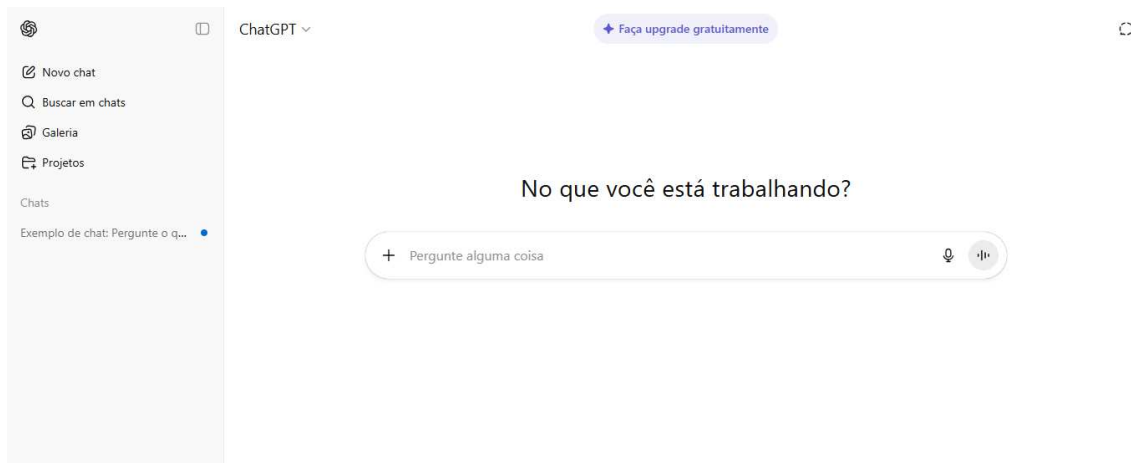 ChatGPT
Faça upgrade gratuitamente
Novo chat
Buscar em chats
Galeria
Projetos
Chats
Exemplo de chat: Pergunte o q...
No que você está trabalhando?
Pergunte alguma coisa